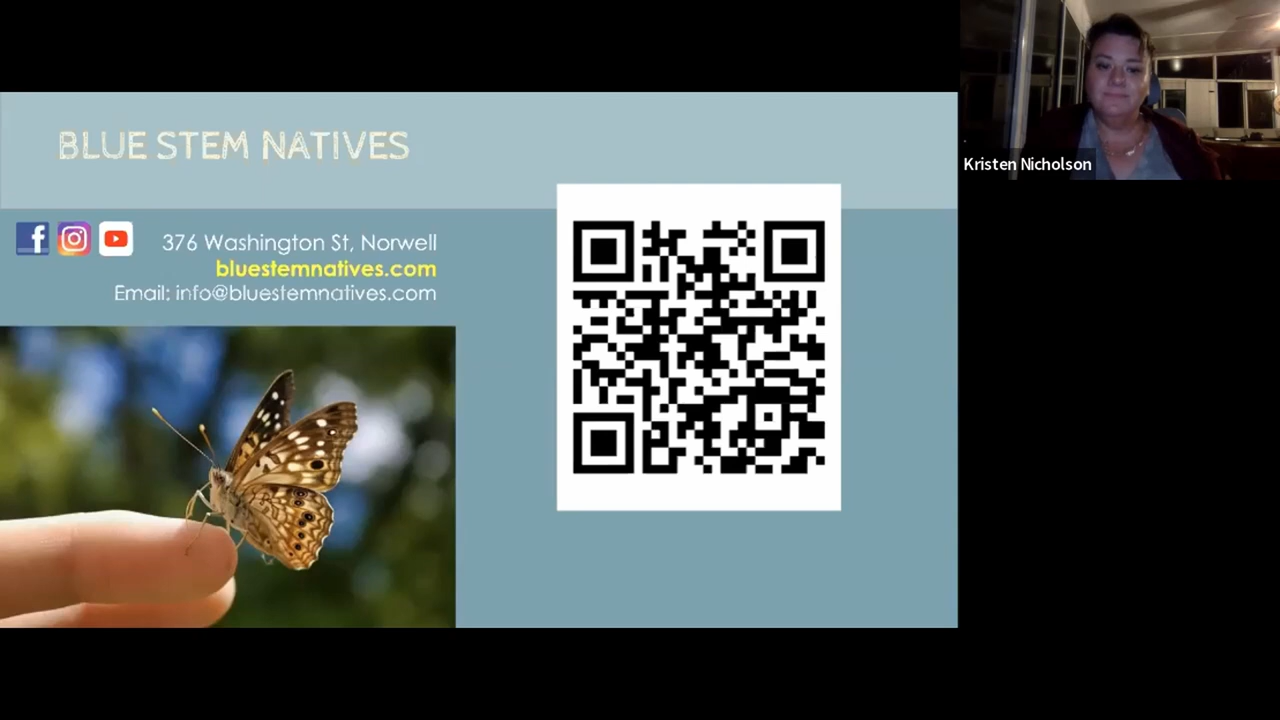 BLUE STEM NATIVES
376 Washington St, Norwell
bluestemnatives.com
Email: info@bluestemnatives.com
Kristen Nicholson